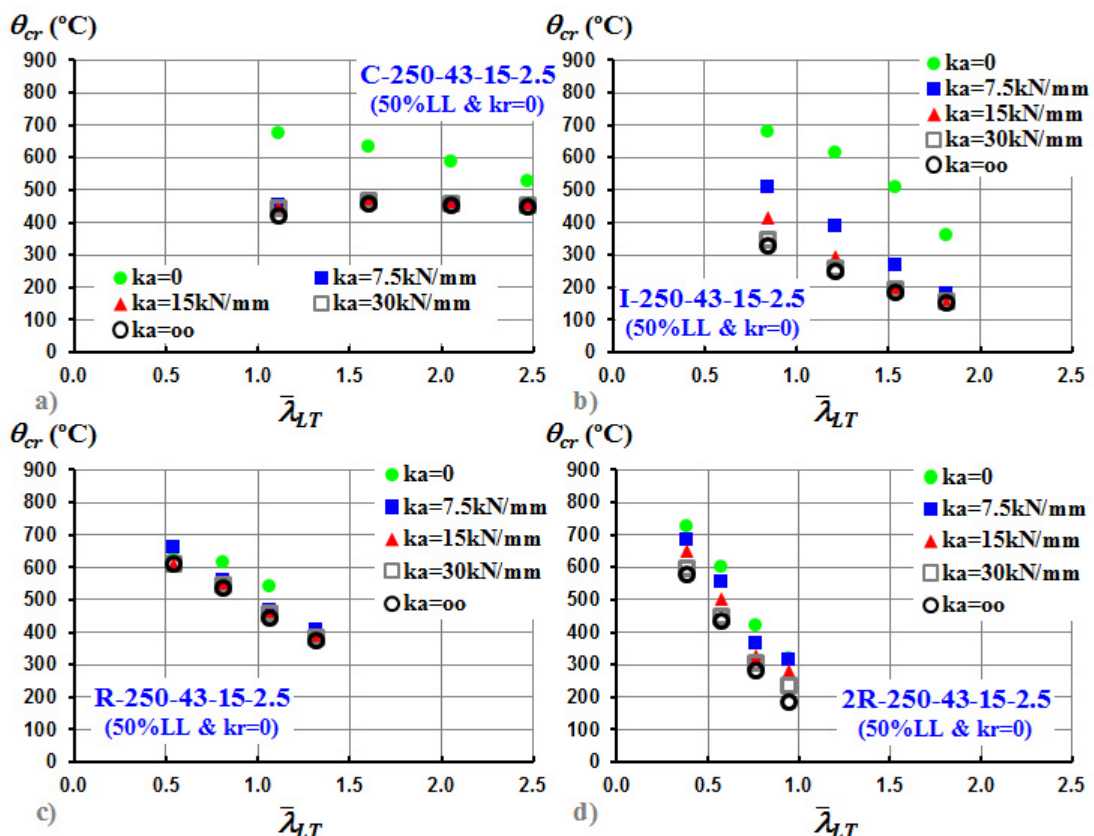 θcr (ºC)
900
800
700
600
500
400
300
200
100
0
0.0 0.5 1.0 1.5 2.0 2.5
C-250-43-15-2.5
(50%LL & kr=0)
ka=0
ka=7.5kN/mm
ka=15kN/mm
ka=30kN/mm
ka=oo
a)
λ̄LT
θcr (ºC)
900
800
700
600
500
400
300
200
100
0
0.0 0.5 1.0 1.5 2.0 2.5
ka=0
ka=7.5kN/mm
ka=15kN/mm
ka=30kN/mm
ka=oo
I-250-43-15-2.5
(50%LL & kr=0)
b)
λ̄LT
θcr (ºC)
900
800
700
600
500
400
300
200
100
0
0.0 0.5 1.0 1.5 2.0 2.5
ka=0
ka=7.5kN/mm
ka=15kN/mm
ka=30kN/mm
ka=oo
R-250-43-15-2.5
(50%LL & kr=0)
c)
λ̄LT
θcr (ºC)
900
800
700
600
500
400
300
200
100
0
0.0 0.5 1.0 1.5 2.0 2.5
ka=0
ka=7.5kN/mm
ka=15kN/mm
ka=30kN/mm
ka=oo
2R-250-43-15-2.5
(50%LL & kr=0)
d)
λ̄LT